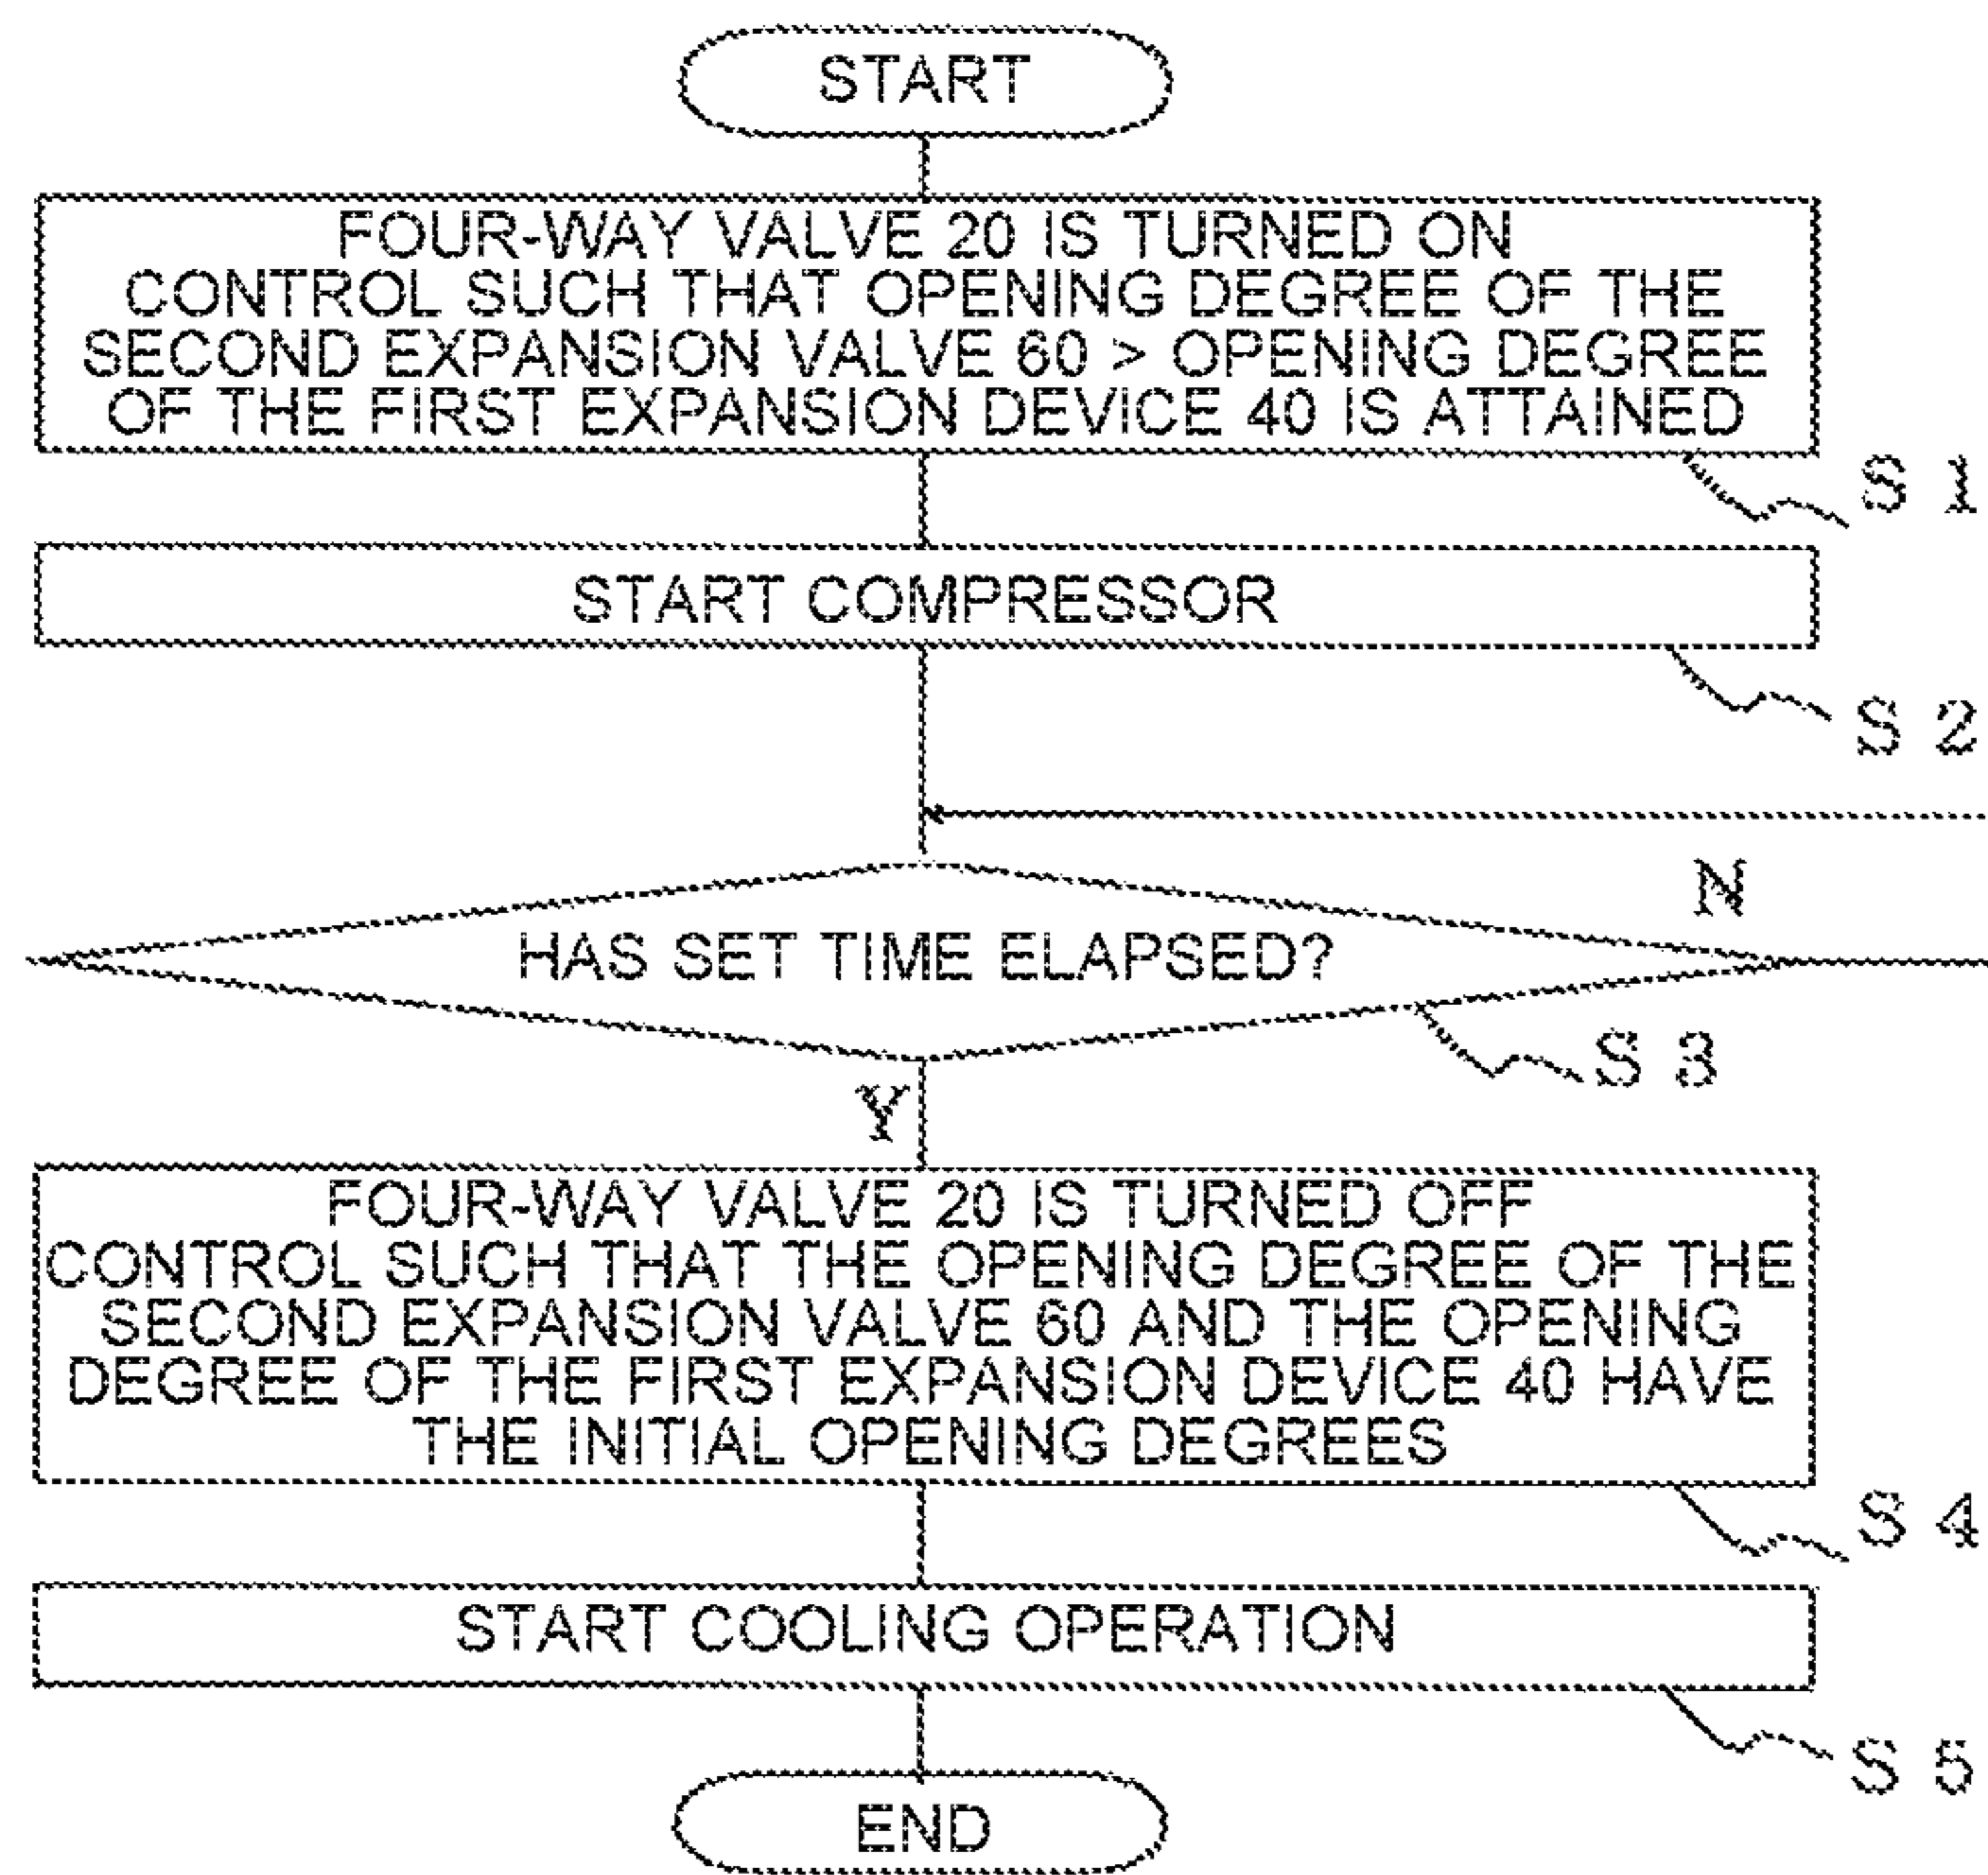 START
FOUR-WAY VALVE 20 IS TURNED ON
CONTROL SUCH THAT OPENING DEGREE OF THE
SECOND EXPANSION VALVE 60 > OPENING DEGREE
OF THE FIRST EXPANSION DEVICE 40 IS ATTAINED
S 1
START COMPRESSOR
S 2
N
HAS SET TIME ELAPSED?
S 3
Y
FOUR-WAY VALVE 20 IS TURNED OFF
CONTROL SUCH THAT THE OPENING DEGREE OF THE
SECOND EXPANSION VALVE 60 AND THE OPENING
DEGREE OF THE FIRST EXPANSION DEVICE 40 HAVE
THE INITIAL OPENING DEGREES
S 4
START COOLING OPERATION
S 5
END